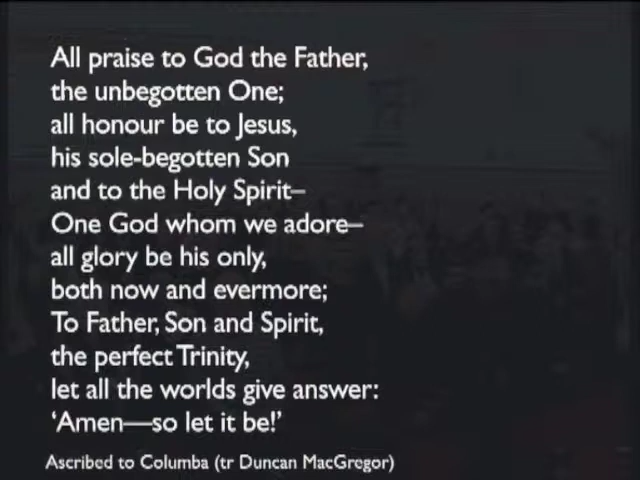 All praise to God the Father,
the unbegotten One;
all honour be to Jesus,
his sole-begotten Son
and to the Holy Spirit–
One God whom we adore–
all glory be his only,
both now and evermore;
To Father, Son and Spirit,
the perfect Trinity,
let all the worlds give answer:
‘Amen—so let it be!’
Ascribed to Columba (tr Duncan MacGregor)